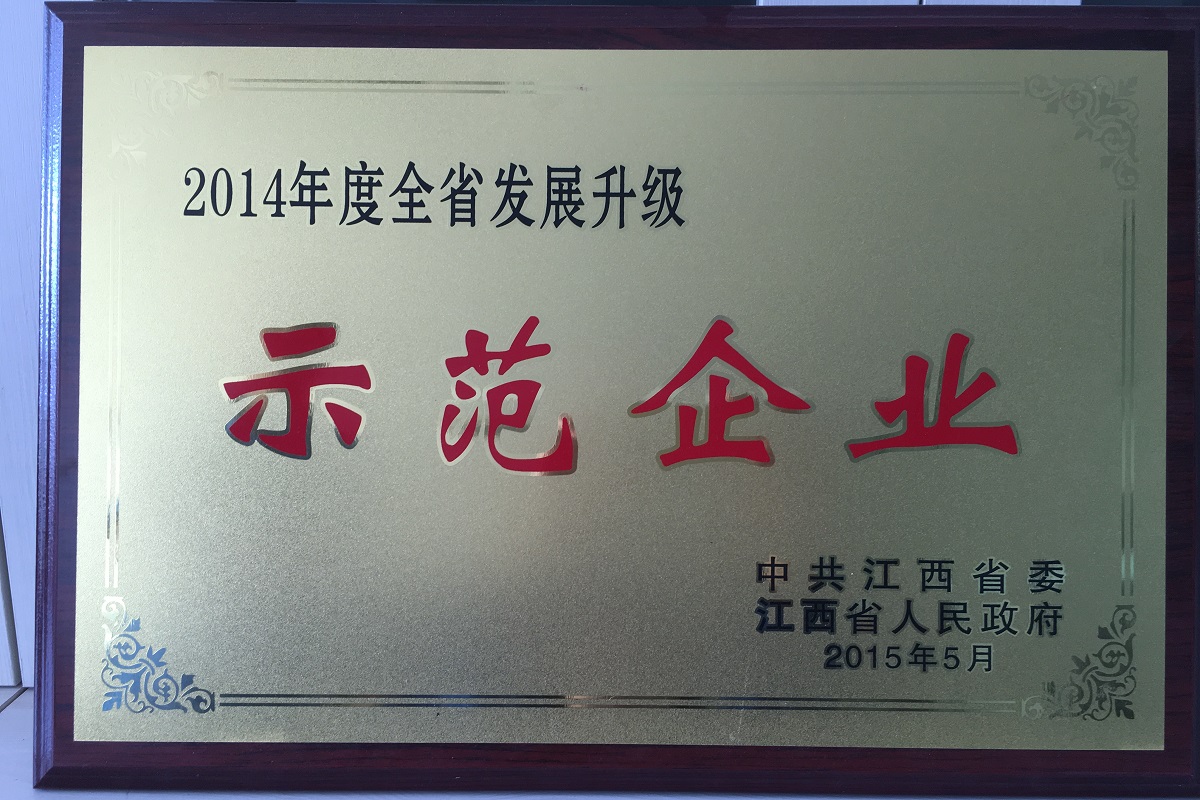 2014年度全省发展升级
示范企业
中共江西省委
江西省人民政府
2015年5月